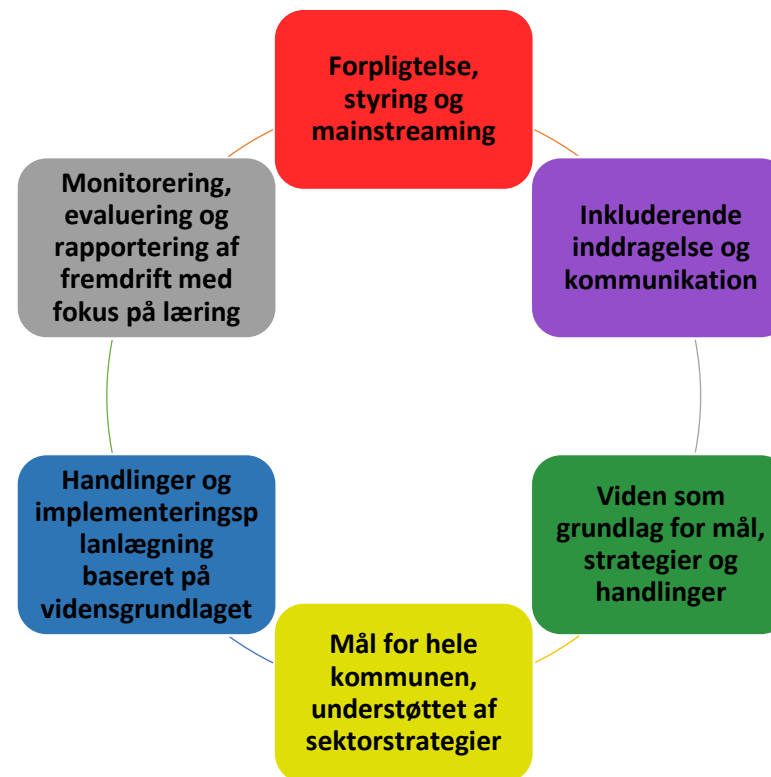 Forpligtelse,
styring og
mainstreaming
Inkluderende
inddragelse og
kommunikation
Viden som
grundlag for mål,
strategier og
handlinger
Mål for hele
kommunen,
understøttet af
sektorstrategier
Handlinger og
implementeringsp
lanlægning
baseret på
vidensgrundlaget
Monitorering,
evaluering og
rapportering af
fremdrift med
fokus på læring